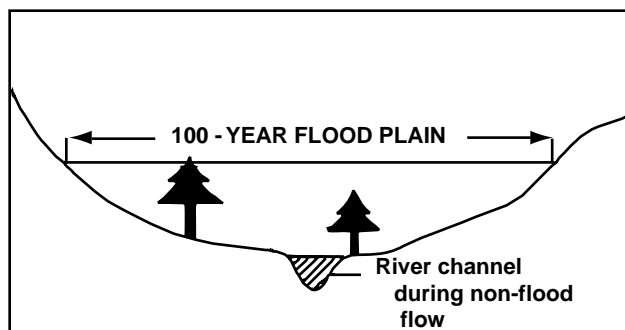 100 - YEAR FLOOD PLAIN
River channel
during non-flood
flow